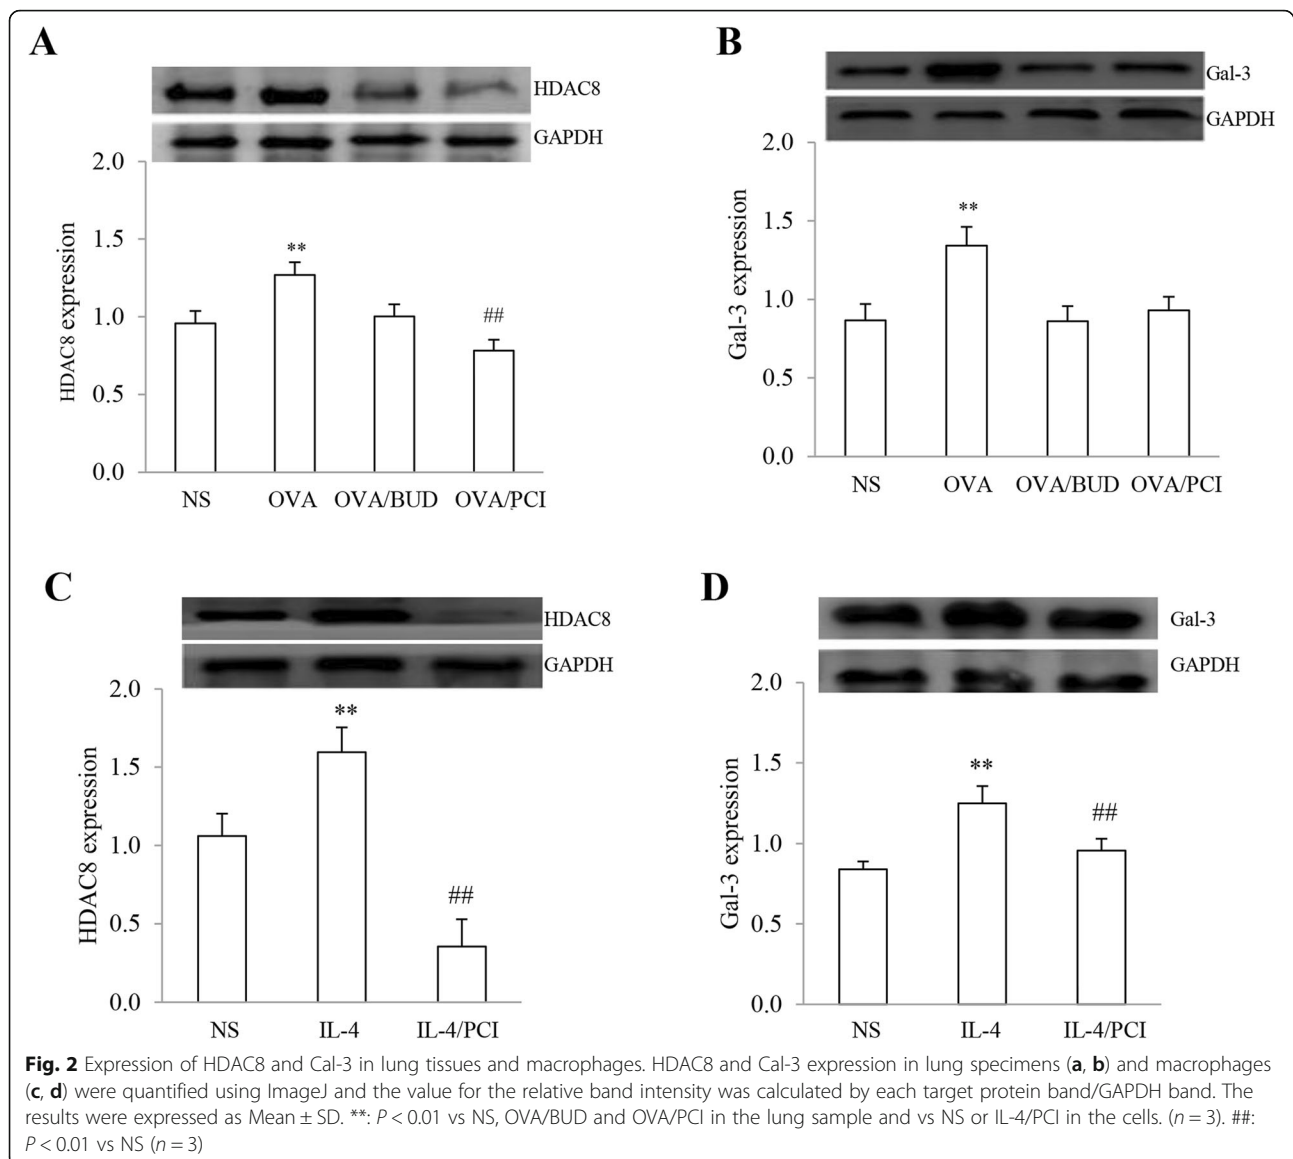 A
HDAC8
GAPDH
2.0
1.5
1.0
0.5
0.0
HDAC8 expression
**
##
NS OVA OVA/BUD OVA/PCI
B
Gal-3
GAPDH
2.0
1.5
1.0
0.5
0.0
Gal-3 expression
**
NS OVA OVA/BUD OVA/PCI
C
HDAC8
GAPDH
2.0
1.5
1.0
0.5
0.0
HDAC8 expression
**
##
NS IL-4 IL-4/PCI
D
Gal-3
GAPDH
2.0
1.5
1.0
0.5
0.0
Gal-3 expression
**
##
NS IL-4 IL-4/PCI
Fig. 2 Expression of HDAC8 and Cal-3 in lung tissues and macrophages. HDAC8 and Cal-3 expression in lung specimens (a, b) and macrophages
(c, d) were quantified using ImageJ and the value for the relative band intensity was calculated by each target protein band/GAPDH band. The
results were expressed as Mean ± SD. **: P < 0.01 vs NS, OVA/BUD and OVA/PCI in the lung sample and vs NS or IL-4/PCI in the cells. (n = 3). ##:
P < 0.01 vs NS (n = 3)